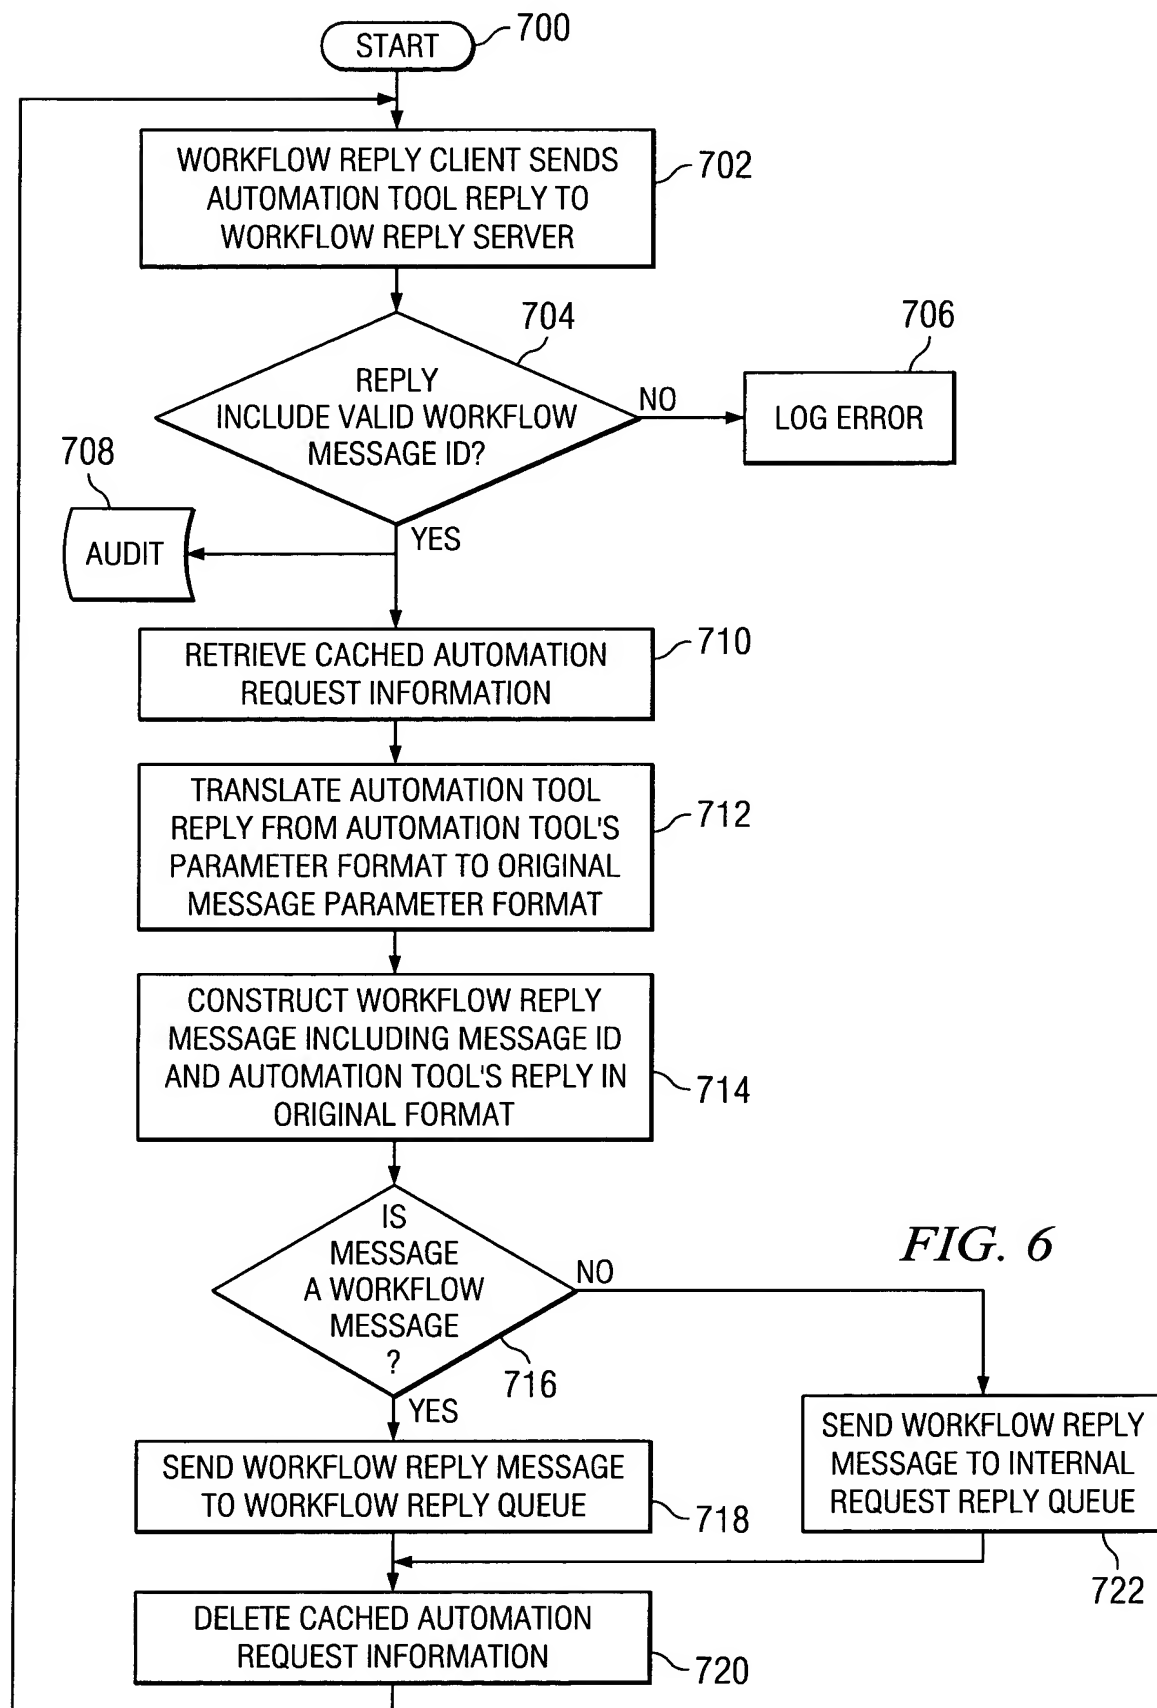 START
700
WORKFLOW REPLY CLIENT SENDS
AUTOMATION TOOL REPLY TO
WORKFLOW REPLY SERVER
702
704
REPLY
INCLUDE VALID WORKFLOW
MESSAGE ID?
NO
706
LOG ERROR
708
AUDIT
YES
RETRIEVE CACHED AUTOMATION
REQUEST INFORMATION
710
TRANSLATE AUTOMATION TOOL
REPLY FROM AUTOMATION TOOL'S
PARAMETER FORMAT TO ORIGINAL
MESSAGE PARAMETER FORMAT
712
CONSTRUCT WORKFLOW REPLY
MESSAGE INCLUDING MESSAGE ID
AND AUTOMATION TOOL'S REPLY IN
ORIGINAL FORMAT
714
IS
MESSAGE
A WORKFLOW
MESSAGE
?
716
NO
FIG. 6
YES
SEND WORKFLOW REPLY MESSAGE
TO WORKFLOW REPLY QUEUE
718
SEND WORKFLOW REPLY
MESSAGE TO INTERNAL
REQUEST REPLY QUEUE
722
DELETE CACHED AUTOMATION
REQUEST INFORMATION
720